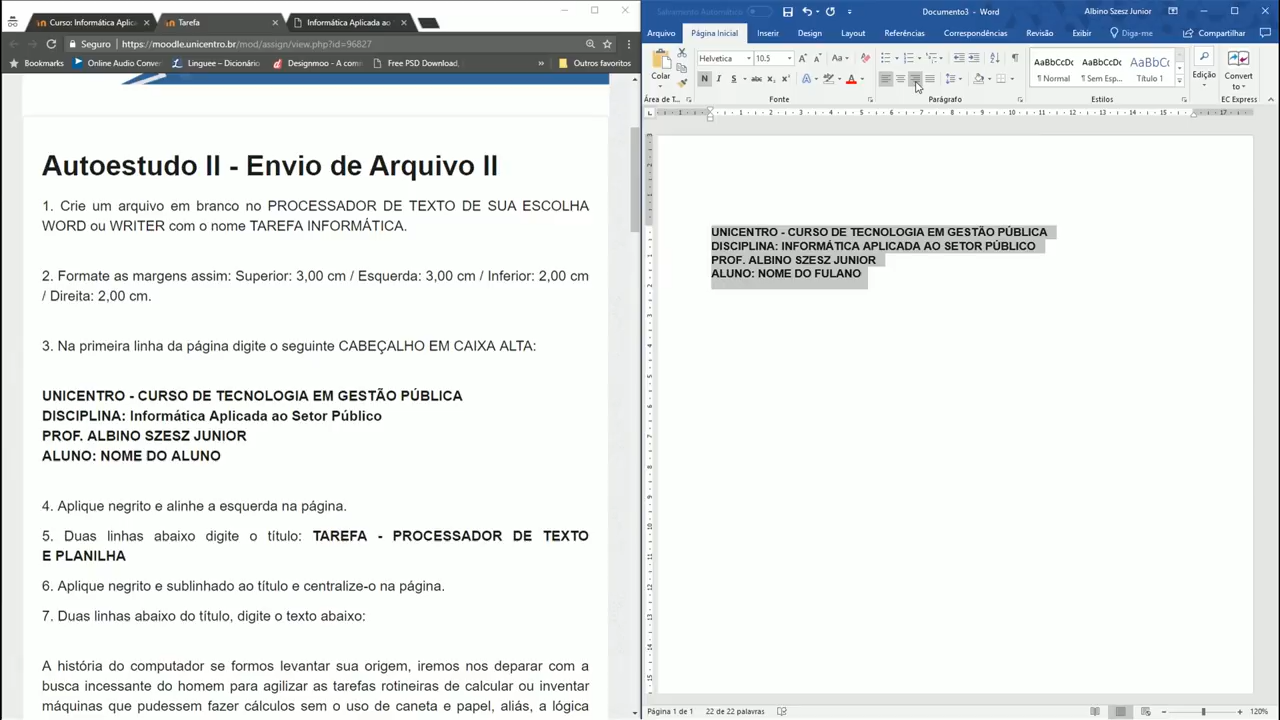 Curso: Informática Aplic
Tarefa
Informática Aplicada ao
Seguro
https://moodle.unicentro.br/mod/assign/view.php?id=96827
Bookmarks
Online Audio Conver
Linguee – Dicionário
Designmoo - A comm
Free PSD Download,
»
Outros favoritos
Autoestudo II - Envio de Arquivo II
1. Crie um arquivo em branco no PROCESSADOR DE TEXTO DE SUA ESCOLHA
WORD ou WRITER com o nome TAREFA INFORMÁTICA.
2. Formate as margens assim: Superior: 3,00 cm / Esquerda: 3,00 cm / Inferior: 2,00 cm
/ Direita: 2,00 cm.
3. Na primeira linha da página digite o seguinte CABEÇALHO EM CAIXA ALTA:
UNICENTRO - CURSO DE TECNOLOGIA EM GESTÃO PÚBLICA
DISCIPLINA: Informática Aplicada ao Setor Público
PROF. ALBINO SZESZ JUNIOR
ALUNO: NOME DO ALUNO
4. Aplique negrito e alinhe a esquerda na página.
5. Duas linhas abaixo digite o título: TAREFA - PROCESSADOR DE TEXTO
E PLANILHA
6. Aplique negrito e sublinhado ao título e centralize-o na página.
7. Duas linhas abaixo do título, digite o texto abaixo:
A história do computador se formos levantar sua origem, iremos nos deparar com a
busca incessante do homem para agilizar as tarefas rotineiras de calcular ou inventar
máquinas que pudessem fazer cálculos sem o uso de caneta e papel, aliás, a lógica
Salvamento Automático
Documento3 - Word
Albino Szesz Junior
Arquivo
Página Inicial
Inserir
Design
Layout
Referências
Correspondências
Revisão
Exibir
Diga-me
Compartilhar
Colar
Helvetica
10.5
N I S abc X₂ X²
AaBbCcDc
AaBbCcDc
AaBbCc
¶ Normal
¶ Sem Esp...
Título 1
Edição
Convert
to
Área de T...
Fonte
Parágrafo
Estilos
EC Express
UNICENTRO - CURSO DE TECNOLOGIA EM GESTÃO PÚBLICA
DISCIPLINA: INFORMÁTICA APLICADA AO SETOR PÚBLICO
PROF. ALBINO SZESZ JUNIOR
ALUNO: NOME DO FULANO
Página 1 de 1
22 de 22 palavras
120%